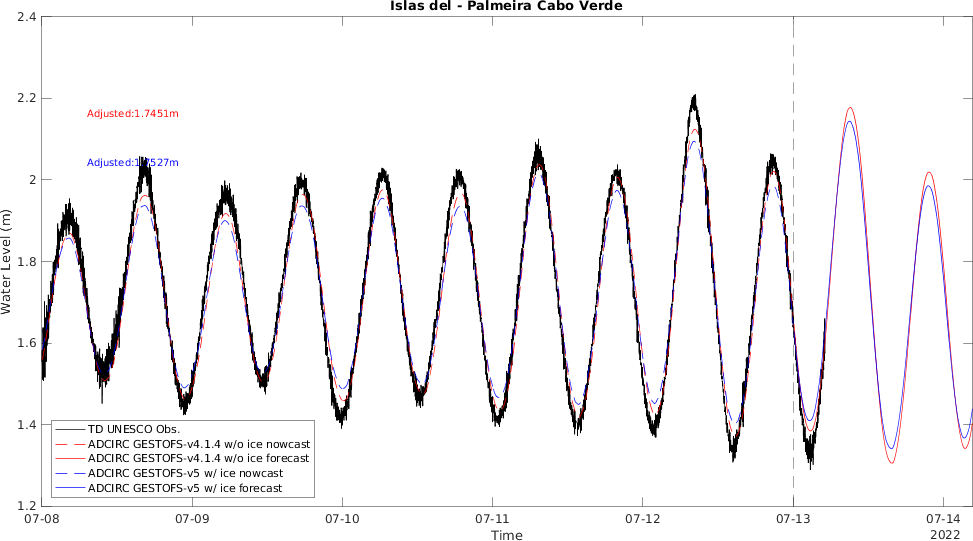 Islas del - Palmeira Cabo Verde
2.4
2.2
2
1.8
1.6
1.4
1.2
Water Level (m)
Adjusted:1.7451m
TD UNESCO Obs.
ADCIRC GESTOFS-v4.1.4 w/o ice nowcast
ADCIRC GESTOFS-v4.1.4 w/o ice forecast
ADCIRC GESTOFS-v5 w/ ice nowcast
ADCIRC GESTOFS-v5 w/ ice forecast
07-08 07-09 07-10 07-11 07-12 07-13 07-14
Time 2022